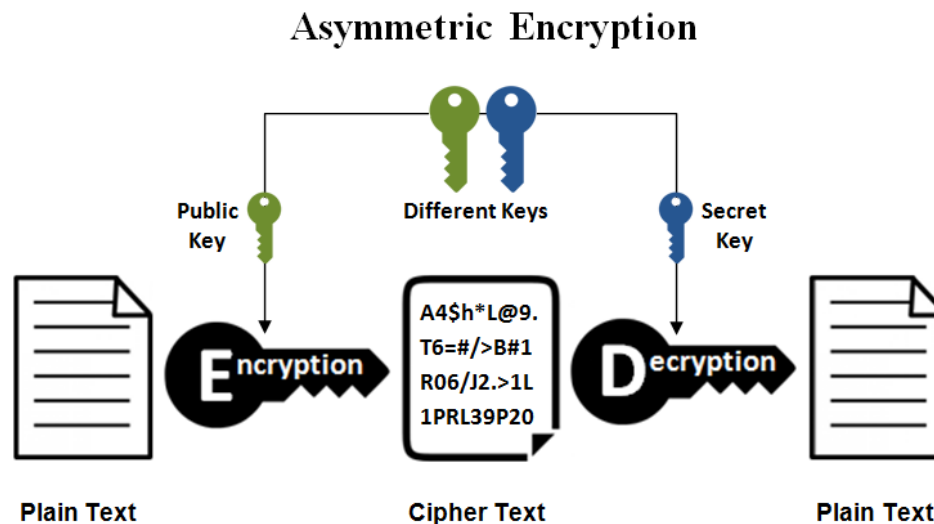 Asymmetric Encryption
Public
Key
Different Keys
Secret
Key
Encryption
A4$h*L@9.
T6=#/>B#1
R06/J2.>1L
1PRL39P20
Decryption
Plain Text
Cipher Text
Plain Text